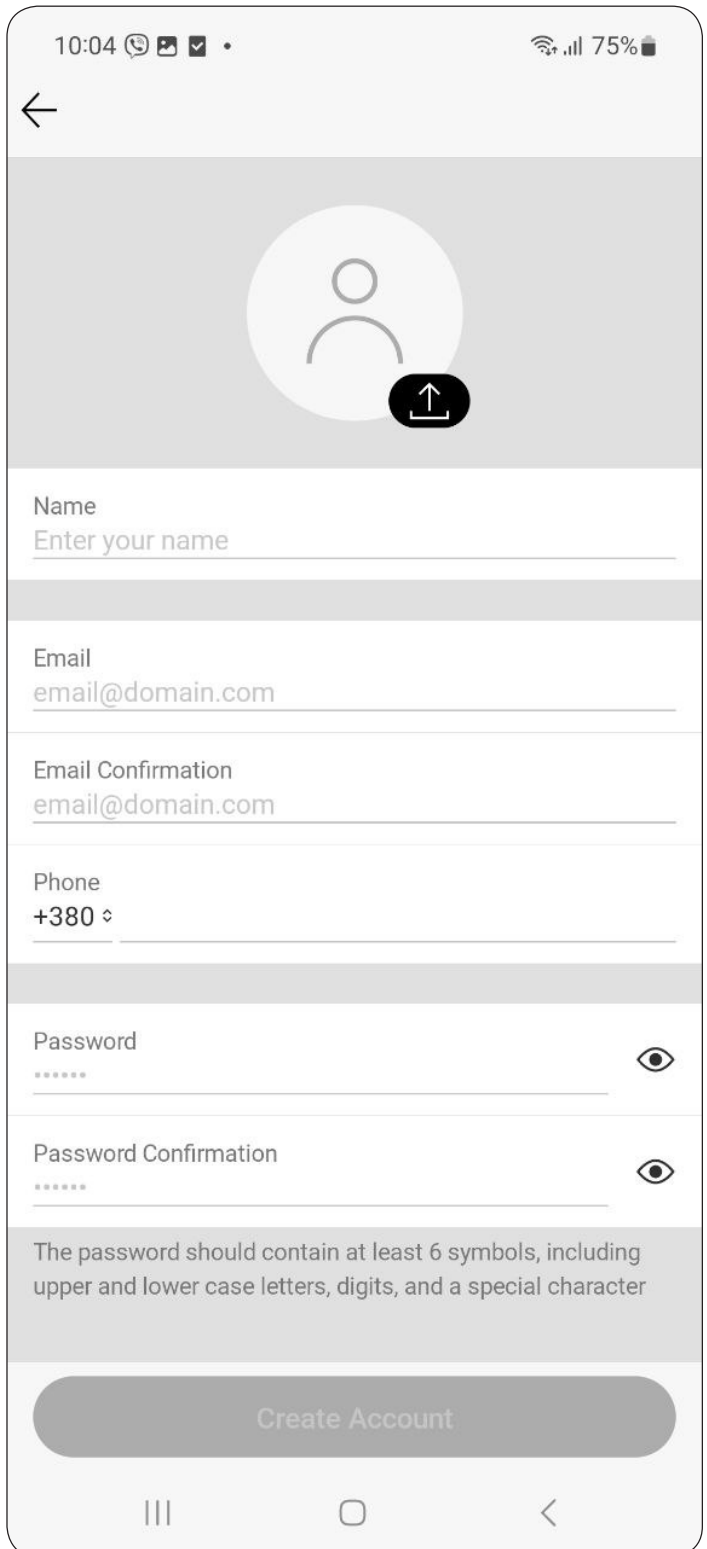 10:04
75%
Name
Enter your name
Email
email@domain.com
Email Confirmation
email@domain.com
Phone
+380
Password
••••••
Password Confirmation
••••••
The password should contain at least 6 symbols, including
upper and lower case letters, digits, and a special character
Create Account